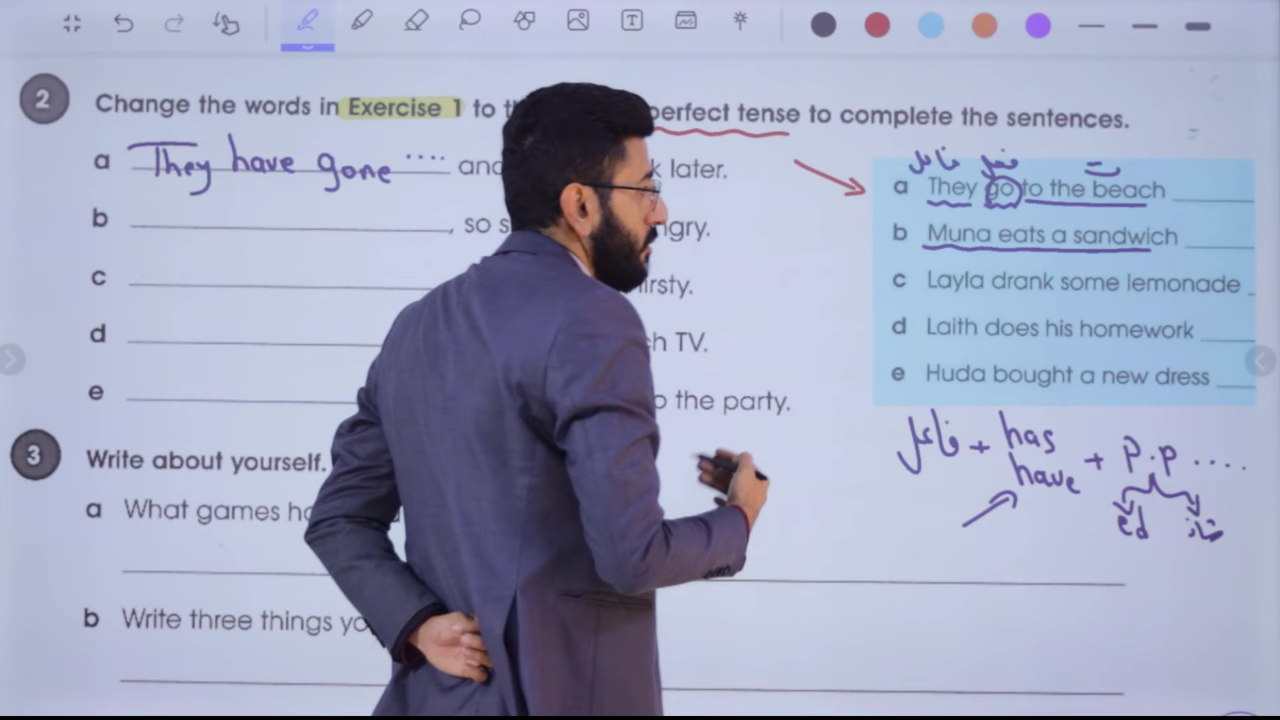 2 Change the words in Exercise 1 to perfect tense to complete the sentences.
a They have gone .... and later.
b , so ngry.
c
d TV.
e the party.
فاعل فعل
a They go to the beach
b Muna eats a sandwich
c Layla drank some lemonade
d Laith does his homework
e Huda bought a new dress
فاعل + has
have + p.p ....
ed شاذ
3 Write about yourself.
a What games
b Write three things